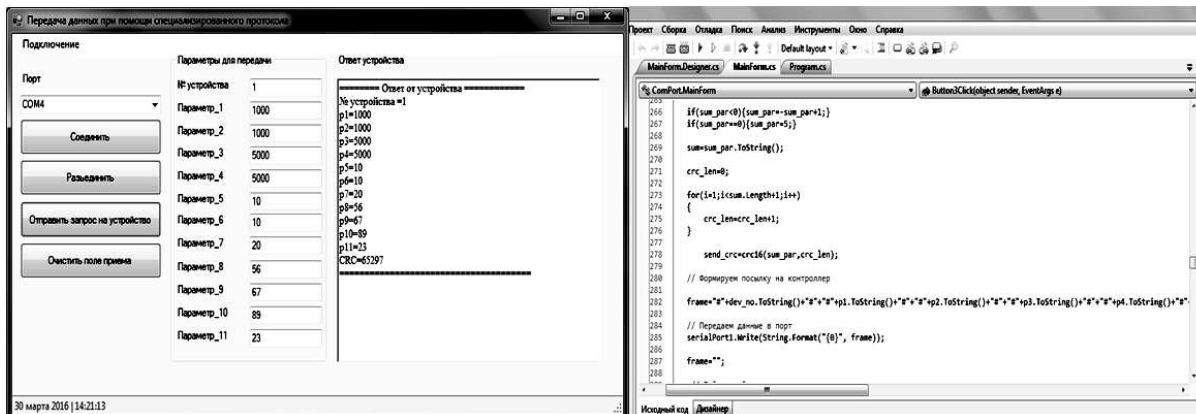 Передача данных при помощи специализированного протокола
Подключение
Порт
COM4
Соединить
Разъединить
Отправить запрос на устройство
Очистить поле приема
Параметры для передачи
№ устройства 1
Параметр_1 1000
Параметр_2 1000
Параметр_3 5000
Параметр_4 5000
Параметр_5 10
Параметр_6 10
Параметр_7 20
Параметр_8 56
Параметр_9 67
Параметр_10 89
Параметр_11 23
Ответ устройства
======== Ответ от устройства ============
№ устройства =1
p1=1000
p2=1000
p3=5000
p4=5000
p5=10
p6=10
p7=20
p8=56
p9=67
p10=89
p11=23
CRC=65297
30 марта 2016 | 14:21:13
Проект Сборка Отладка Поиск Анализ Инструменты Окно Справка
Default layout
MainForm.Designer.cs MainForm.cs Program.cs
ComPort.MainForm
Button3Click(object sender, EventArgs e)
265
266 if(sum_par<0){sum_par=-sum_par+1;}
267 if(sum_par==0){sum_par=5;}
268
269 sum=sum_par.ToString();
270
271 crc_len=0;
272
273 for(i=1;i<sum.Length+1;i++)
274 {
275 crc_len=crc_len+1;
276 }
277
278 send_crc=crc16(sum_par,crc_len);
279
280 // Формируем посылку на контроллер
281
282 frame="#"+dev_no.ToString()+"#"+"#"+p1.ToString()+"#"+"#"+p2.ToString()+"#"+"#"+p3.ToString()+"#"+"#"+p4.ToString()+"#"
283
284 // Передаем данные в порт
285 serialPort1.Write(String.Format("{0}", frame));
286
287 frame="";
288
Исходный код Дизайнер